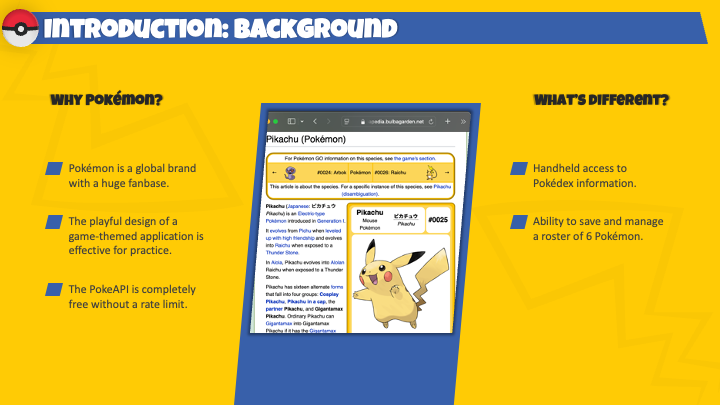 Introduction: Background
Why Pokémon?
Pokémon is a global brand
with a huge fanbase.
The playful design of a
game-themed application is
effective for practice.
The PokeAPI is completely
free without a rate limit.
edia.bulbagarden.net
Pikachu (Pokémon)
For Pokémon GO information on this species, see the game's section.
← #0024: Arbok Pokémon #0026: Raichu →
This article is about the species. For a specific instance of this species, see Pikachu
(disambiguation).
Pikachu (Japanese: ピカチュウ
Pikachu) is an Electric-type
Pokémon introduced in Generation I.
It evolves from Pichu when leveled
up with high friendship and evolves
into Raichu when exposed to a
Thunder Stone.
In Alola, Pikachu evolves into Alolan
Raichu when exposed to a Thunder
Stone.
Pikachu has sixteen alternate forms
that fall into four groups: Cosplay
Pikachu, Pikachu in a cap, the
partner Pikachu, and Gigantamax
Pikachu. Ordinary Pikachu can
Gigantamax into Gigantamax
Pikachu if it has the Gigantamax
Pikachu
Mouse
Pokémon
ピカチュウ
Pikachu
#0025
What's Different?
Handheld access to
Pokédex information.
Ability to save and manage
a roster of 6 Pokémon.